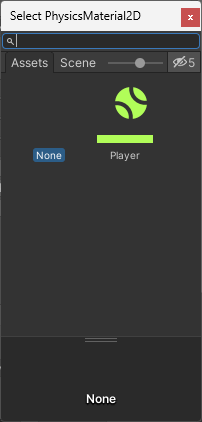 Select PhysicsMaterial2D
x
Assets Scene 5
None Player
None